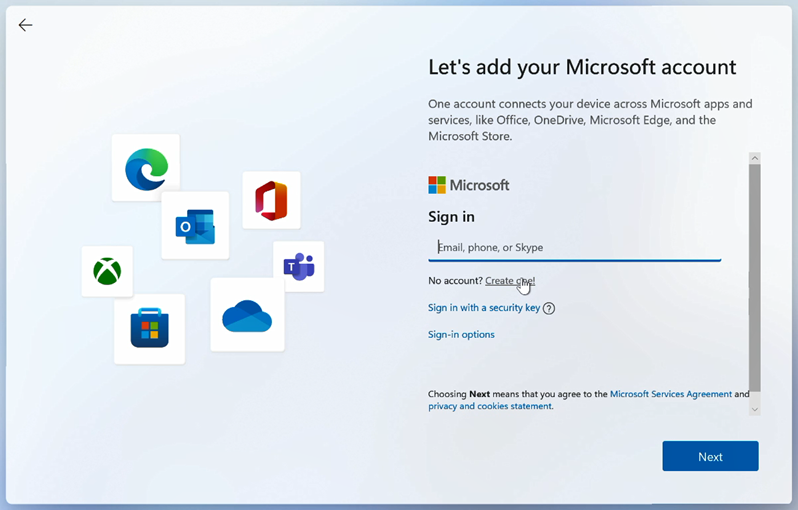 Let's add your Microsoft account
One account connects your device across Microsoft apps and
services, like Office, OneDrive, Microsoft Edge, and the
Microsoft Store.
Microsoft
Sign in
Email, phone, or Skype
No account? Create one!
Sign in with a security key ?
Sign-in options
Choosing Next means that you agree to the Microsoft Services Agreement and
privacy and cookies statement.
Next